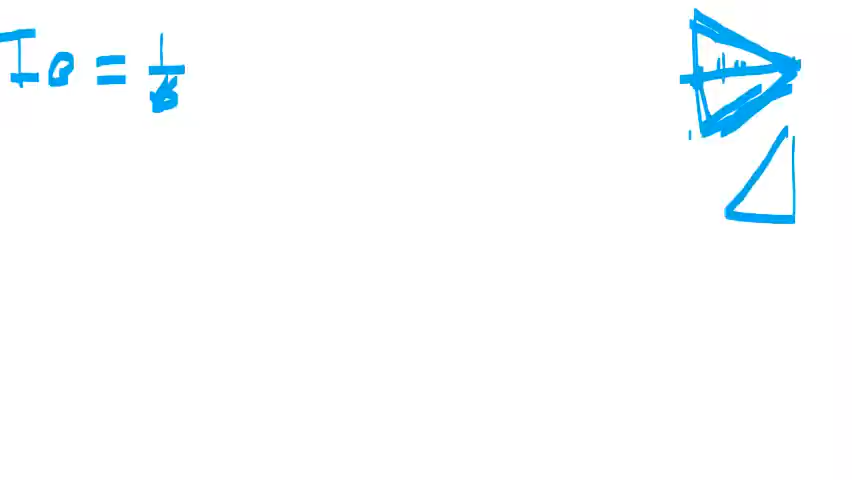 I0 = 1/6